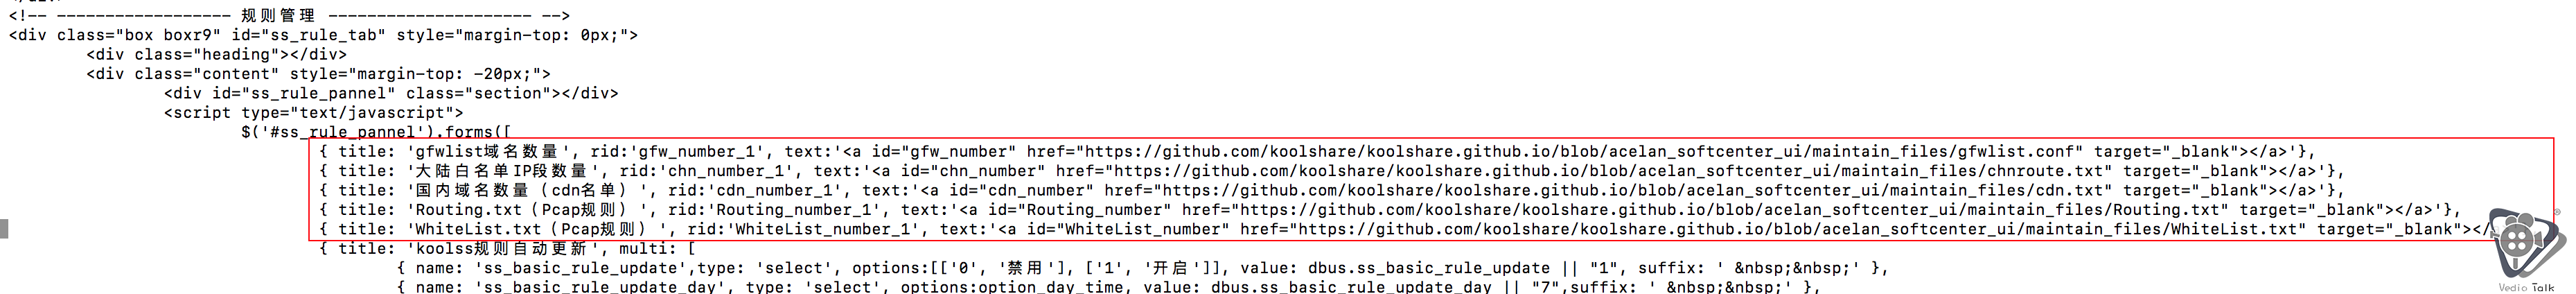 <!-- ------------------ 规则管理 --------------------- -->
<div class="box boxr9" id="ss_rule_tab" style="margin-top: 0px;">
<div class="heading"></div>
<div class="content" style="margin-top: -20px;">
<div id="ss_rule_pannel" class="section"></div>
<script type="text/javascript">
$('#ss_rule_pannel').forms([
{ title: 'gfwlist域名数量', rid:'gfw_number_1', text:'<a id="gfw_number" href="https://github.com/koolshare/koolshare.github.io/blob/acelan_softcenter_ui/maintain_files/gfwlist.conf" target="_blank"></a>'},
{ title: '大陆白名单IP段数量', rid:'chn_number_1', text:'<a id="chn_number" href="https://github.com/koolshare/koolshare.github.io/blob/acelan_softcenter_ui/maintain_files/chnroute.txt" target="_blank"></a>'},
{ title: '国内域名数量（cdn名单）', rid:'cdn_number_1', text:'<a id="cdn_number" href="https://github.com/koolshare/koolshare.github.io/blob/acelan_softcenter_ui/maintain_files/cdn.txt" target="_blank"></a>'},
{ title: 'Routing.txt（Pcap规则）', rid:'Routing_number_1', text:'<a id="Routing_number" href="https://github.com/koolshare/koolshare.github.io/blob/acelan_softcenter_ui/maintain_files/Routing.txt" target="_blank"></a>'},
{ title: 'WhiteList.txt（Pcap规则）', rid:'WhiteList_number_1', text:'<a id="WhiteList_number" href="https://github.com/koolshare/koolshare.github.io/blob/acelan_softcenter_ui/maintain_files/WhiteList.txt" target="_blank"></
{ title: 'koolss规则自动更新', multi: [
{ name: 'ss_basic_rule_update',type: 'select', options:[['0', '禁用'], ['1', '开启']], value: dbus.ss_basic_rule_update || "1", suffix: ' &nbsp;&nbsp;' },
{ name: 'ss_basic_rule_update_day', type: 'select', options:option_day_time, value: dbus.ss_basic_rule_update_day || "7",suffix: ' &nbsp;&nbsp;' },
Vedio Talk